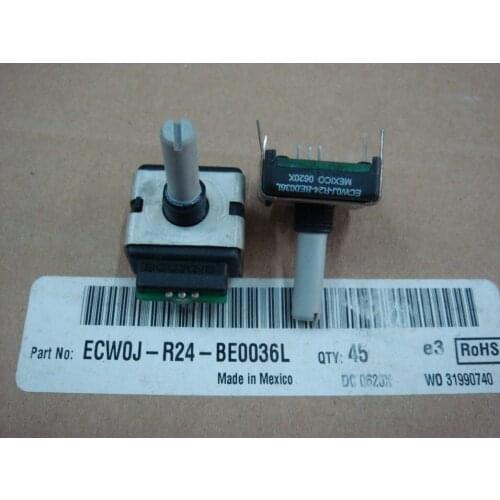 ECW0J-R24-BE0036L
MEXICO 0620X
BOURNS
Part No: ECW0J-R24-BE0036L QTY: 45 e3 RoHS
Made in Mexico DC 0620X WO 31990740